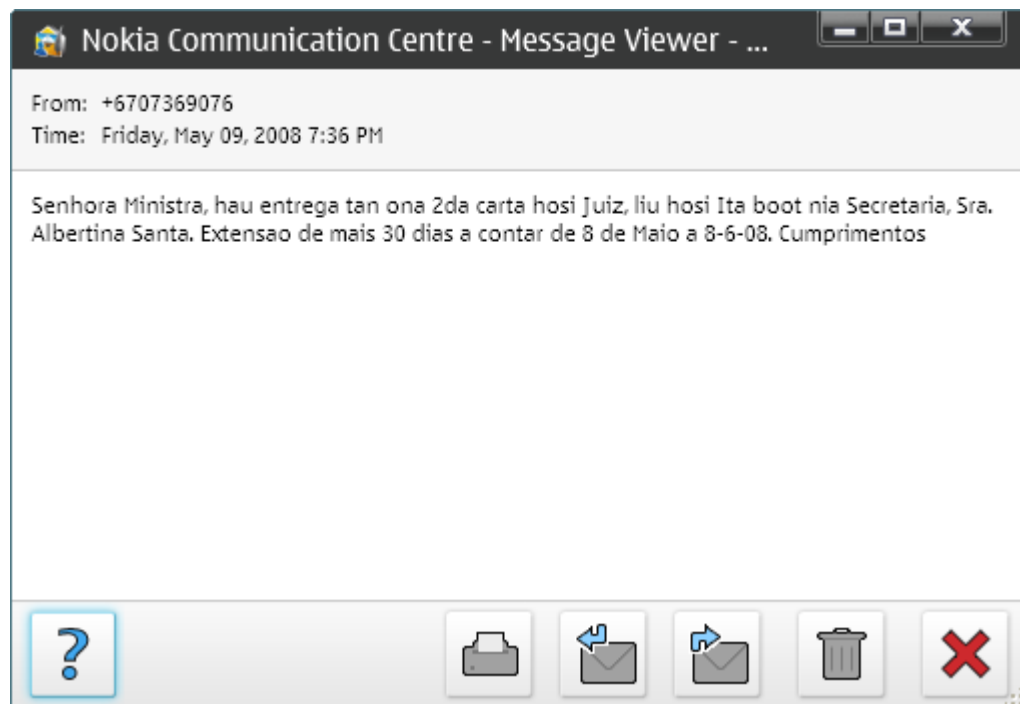 Nokia Communication Centre - Message Viewer - ...
From: +6707369076
Time: Friday, May 09, 2008 7:36 PM
Senhora Ministra, hau entrega tan ona 2da carta hosi Juiz, liu hosi Ita boot nia Secretaria, Sra.
Albertina Santa. Extensao de mais 30 dias a contar de 8 de Maio a 8-6-08. Cumprimentos